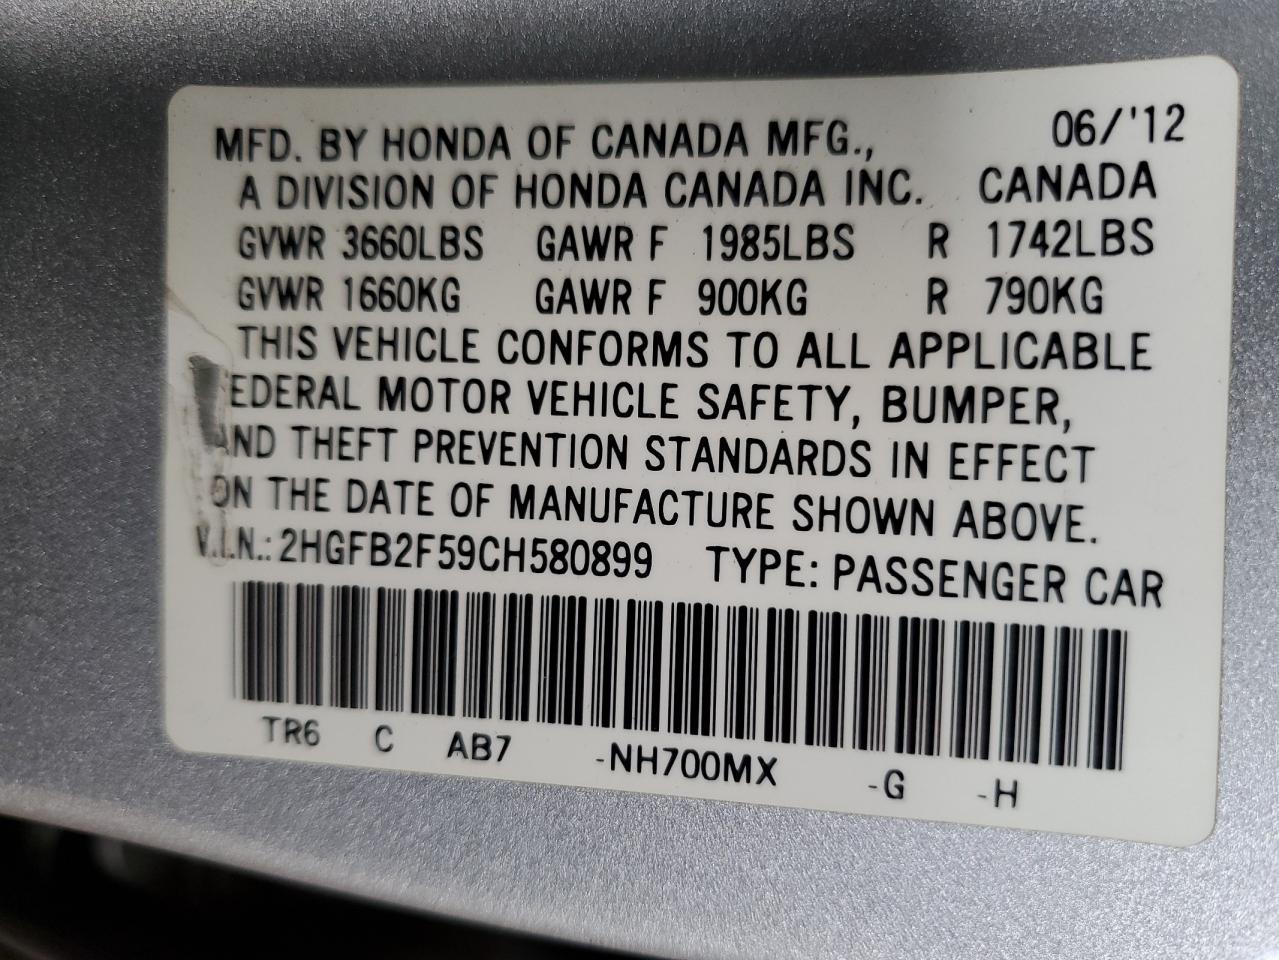 MFD. BY HONDA OF CANADA MFG., 06/'12
A DIVISION OF HONDA CANADA INC. CANADA
GVWR 3660LBS GAWR F 1985LBS R 1742LBS
GVWR 1660KG GAWR F 900KG R 790KG
THIS VEHICLE CONFORMS TO ALL APPLICABLE
FEDERAL MOTOR VEHICLE SAFETY, BUMPER,
AND THEFT PREVENTION STANDARDS IN EFFECT
ON THE DATE OF MANUFACTURE SHOWN ABOVE.
V.I.N.: 2HGFB2F59CH580899 TYPE: PASSENGER CAR
TR6 C AB7 -NH700MX -G -H